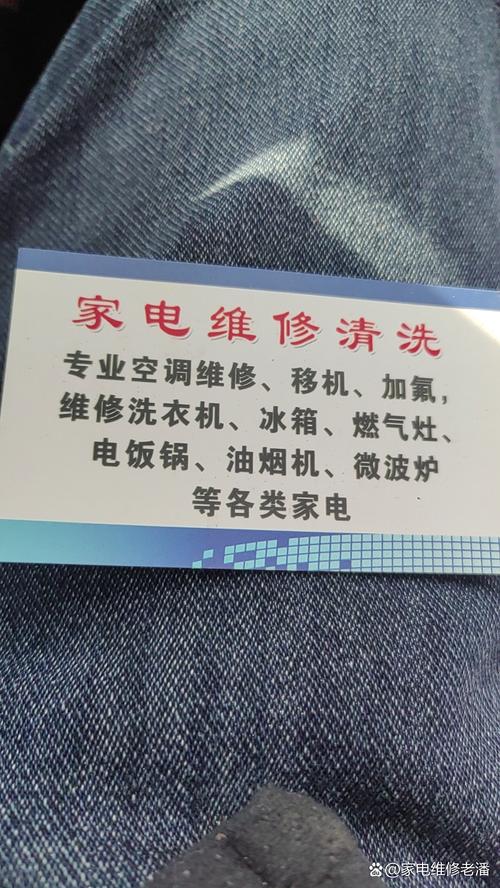 家电维修清洗
专业空调维修、移机、加氟,
维修洗衣机、冰箱、燃气灶、
电饭锅、油烟机、微波炉
等各类家电
@家电维修老潘